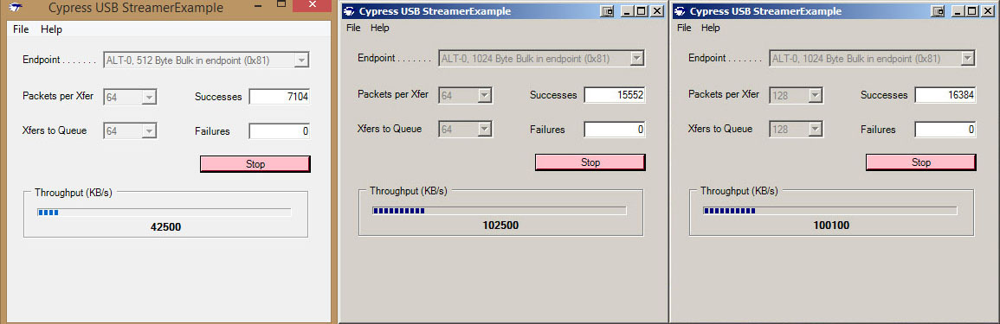 Cypress USB StreamerExample
File Help
Endpoint . . . . . . . ALT-0, 512 Byte Bulk in endpoint (0x81)
Packets per Xfer 64 Successes 7104
Xfers to Queue 64 Failures 0
Stop
Throughput (KB/s)
42500
Cypress USB StreamerExample
File Help
Endpoint . . . . . . . ALT-0, 1024 Byte Bulk in endpoint (0x81)
Packets per Xfer 64 Successes 15552
Xfers to Queue 64 Failures 0
Stop
Throughput (KB/s)
102500
Cypress USB StreamerExample
File Help
Endpoint . . . . . . . ALT-0, 1024 Byte Bulk in endpoint (0x81)
Packets per Xfer 128 Successes 16384
Xfers to Queue 128 Failures 0
Stop
Throughput (KB/s)
100100